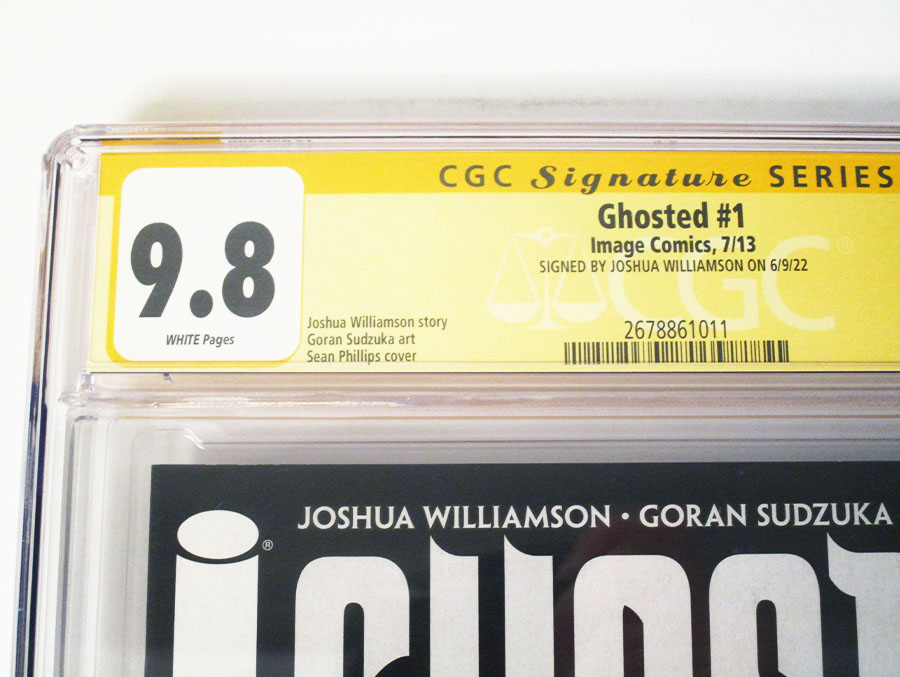 CGC Signature SERIES
9.8
WHITE Pages
Ghosted #1
Image Comics, 7/13
SIGNED BY JOSHUA WILLIAMSON ON 6/9/22
CGC®
Joshua Williamson story
Goran Sudzuka art
Sean Phillips cover
2678861011
JOSHUA WILLIAMSON • GORAN SUDZUKA
i®
GHOST